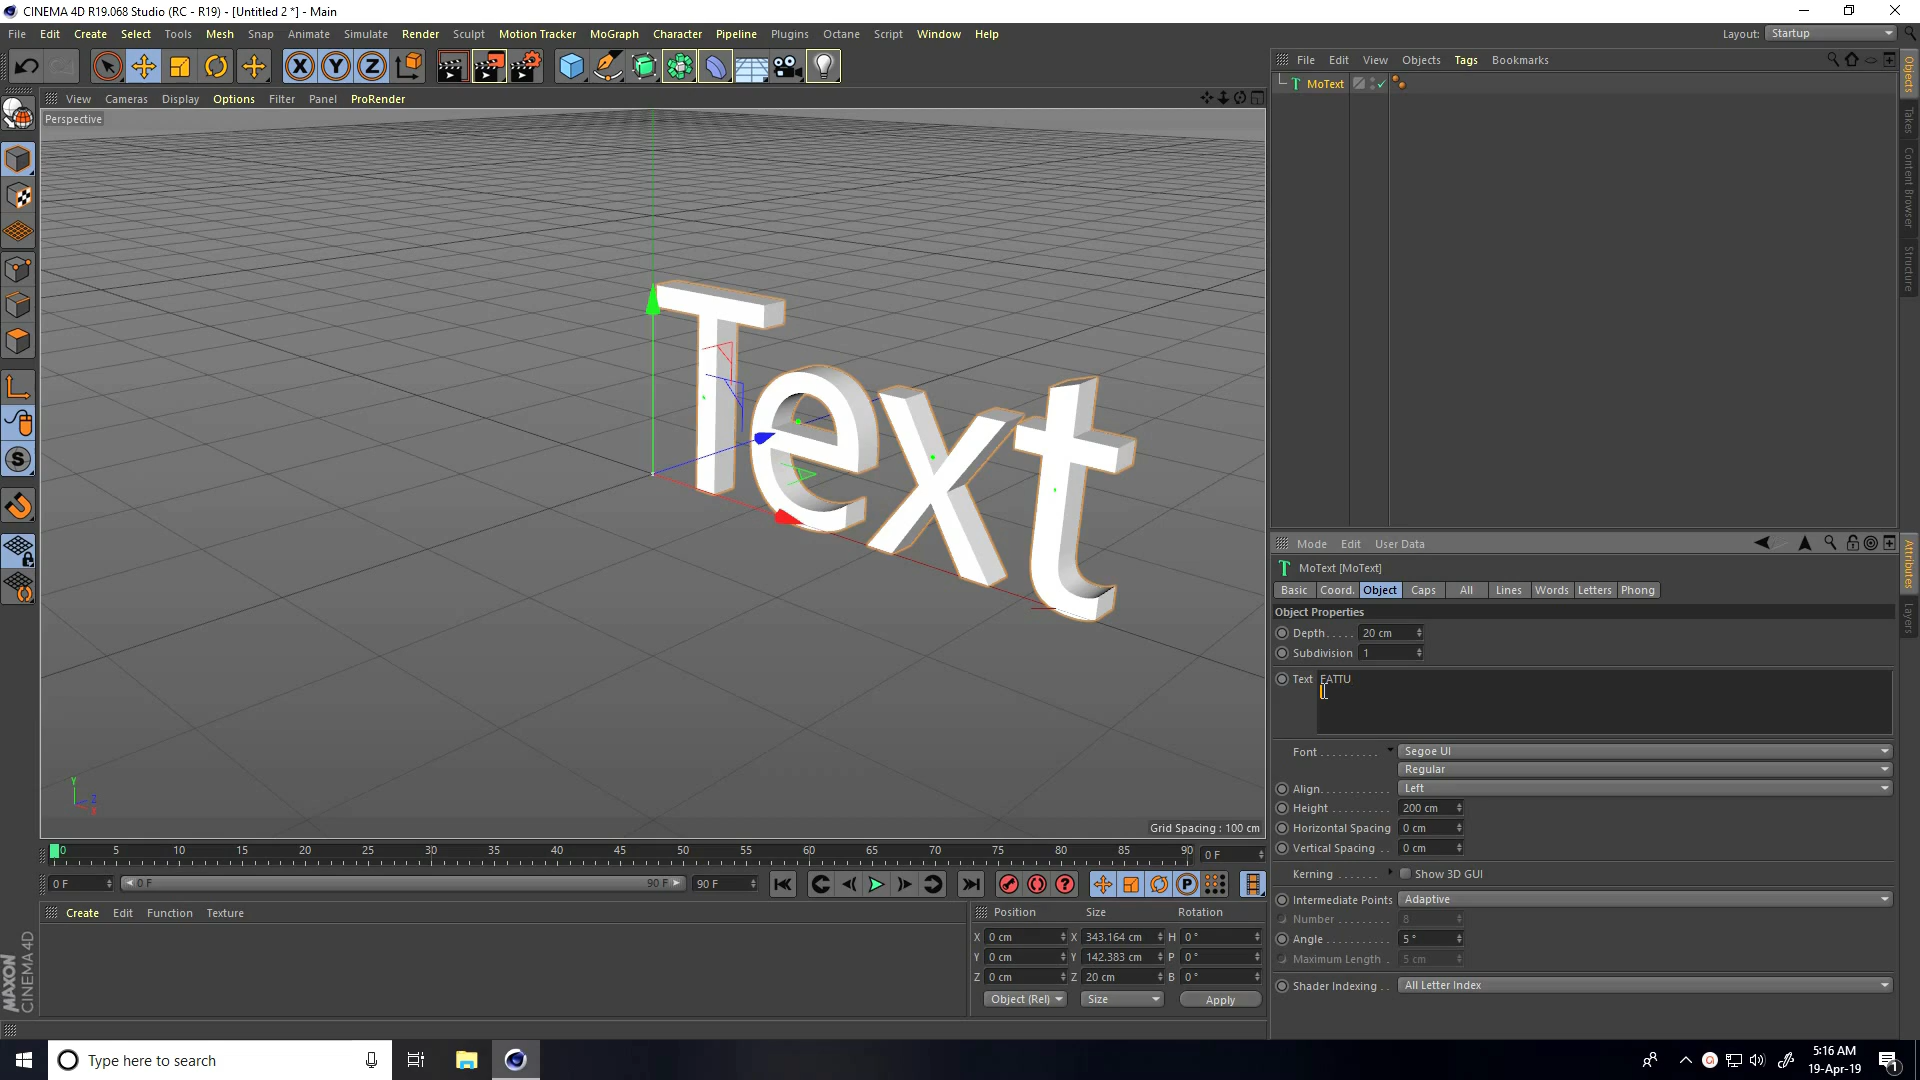 CINEMA 4D R19.068 Studio (RC - R19) - [Untitled 2 *] - Main
File Edit Create Select Tools Mesh Snap Animate Simulate Render Sculpt Motion Tracker MoGraph Character Pipeline Plugins Octane Script Window Help
Layout: Startup
View Cameras Display Options Filter Panel ProRender
Perspective
Text
Grid Spacing : 100 cm
0 5 10 15 20 25 30 35 40 45 50 55 60 65 70 75 80 85 90
0 F
0 F 0 F 90 F 90 F
Create Edit Function Texture
MAXON
CINEMA 4D
Position Size Rotation
X 0 cm X 343.164 cm H 0 °
Y 0 cm Y 142.383 cm P 0 °
Z 0 cm Z 20 cm B 0 °
Object (Rel) Size Apply
File Edit View Objects Tags Bookmarks
MoText
Objects
Takes
Content Browser
Structure
Mode Edit User Data
MoText [MoText]
Basic Coord. Object Caps All Lines Words Letters Phong
Object Properties
Depth..... 20 cm
Subdivision 1
Text FATTU
Font .......... Segoe UI
Regular
Align............ Left
Height .......... 200 cm
Horizontal Spacing 0 cm
Vertical Spacing .. 0 cm
Kerning ....... Show 3D GUI
Intermediate Points Adaptive
Number ........... 8
Angle ............ 5 °
Maximum Length . 5 cm
Shader Indexing .. All Letter Index
Attributes
Layers
Type here to search
5:16 AM
19-Apr-19
1